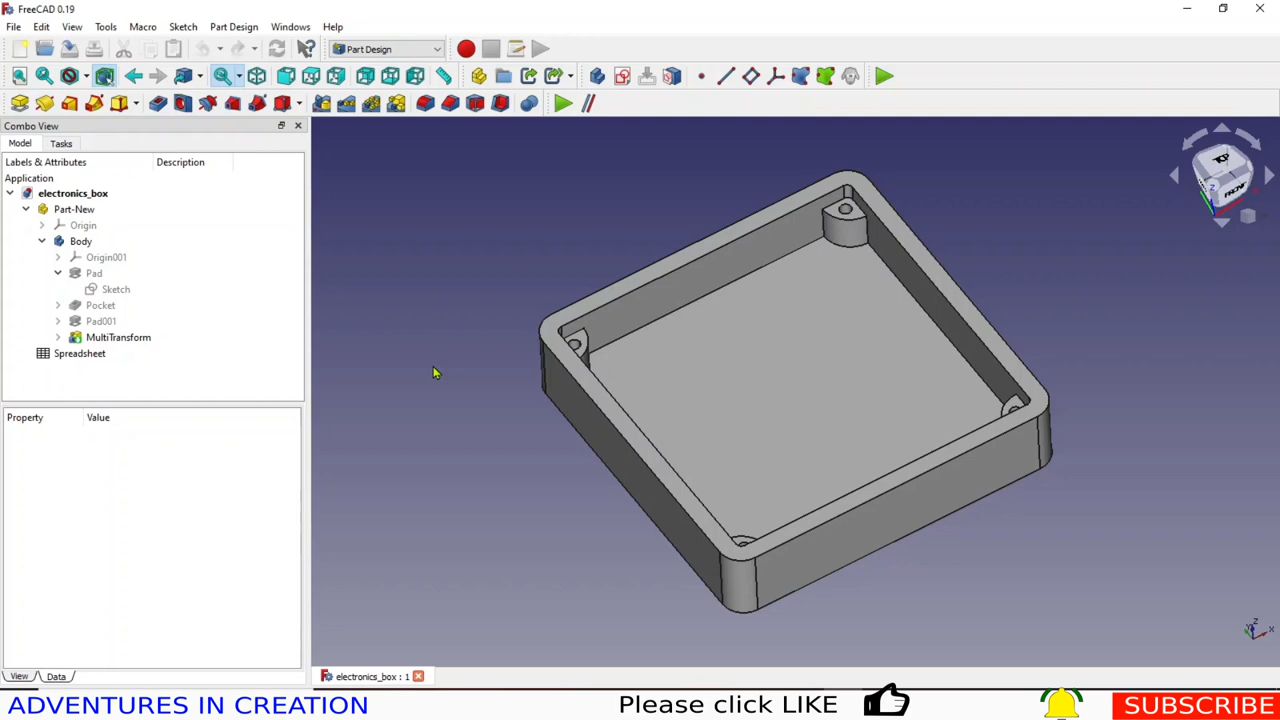 FreeCAD 0.19
File Edit View Tools Macro Sketch Part Design Windows Help
Part Design
Combo View
Model Tasks
Labels & Attributes Description
Application
electronics_box
Part-New
Origin
Body
Origin001
Pad
Sketch
Pocket
Pad001
MultiTransform
Spreadsheet
Property Value
View Data
TOP
FRONT
Z
X
Z
Y
X
electronics_box : 1
ADVENTURES IN CREATION
Please click LIKE
SUBSCRIBE